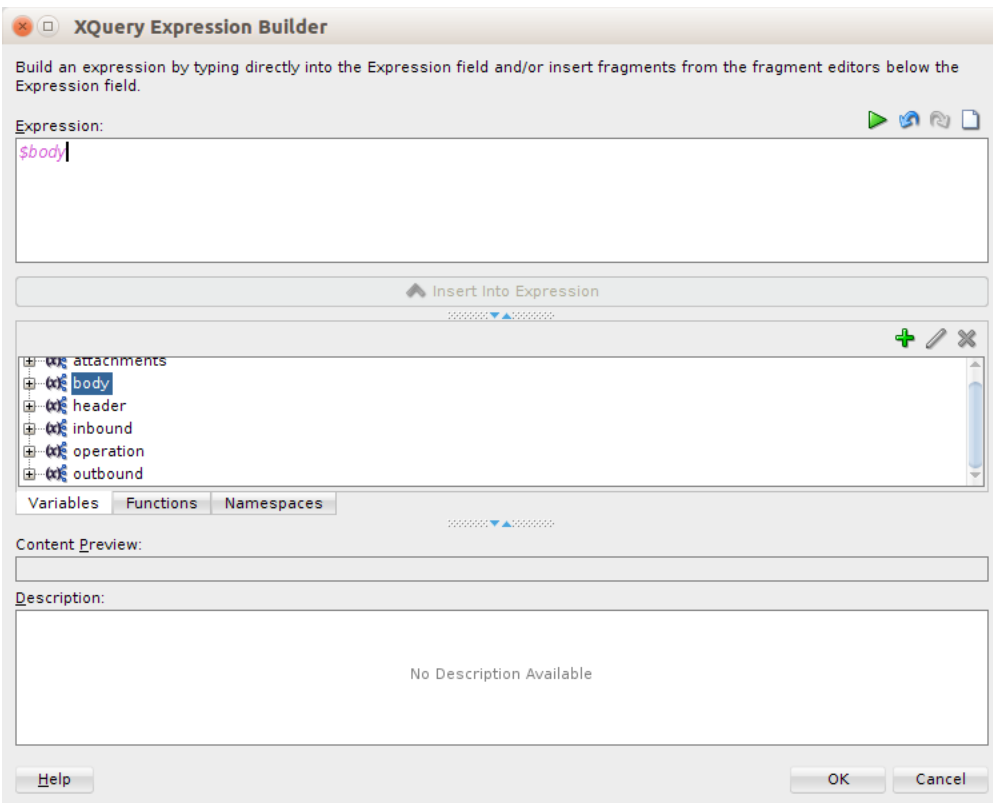 XQuery Expression Builder
Build an expression by typing directly into the Expression field and/or insert fragments from the fragment editors below the
Expression field.
Expression:
$body
Insert Into Expression
attachments
body
header
inbound
operation
outbound
Variables Functions Namespaces
Content Preview:
Description:
No Description Available
Help OK Cancel